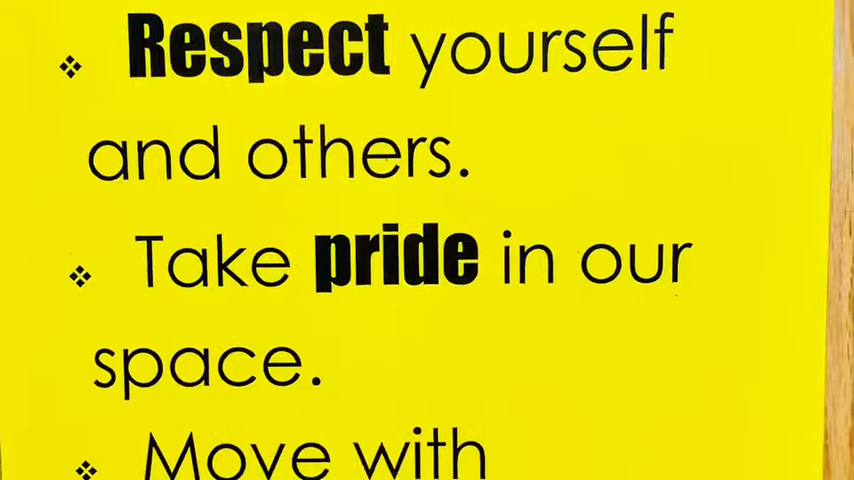 ❖ Respect yourself
and others.
❖ Take pride in our
space.
❖ Move with